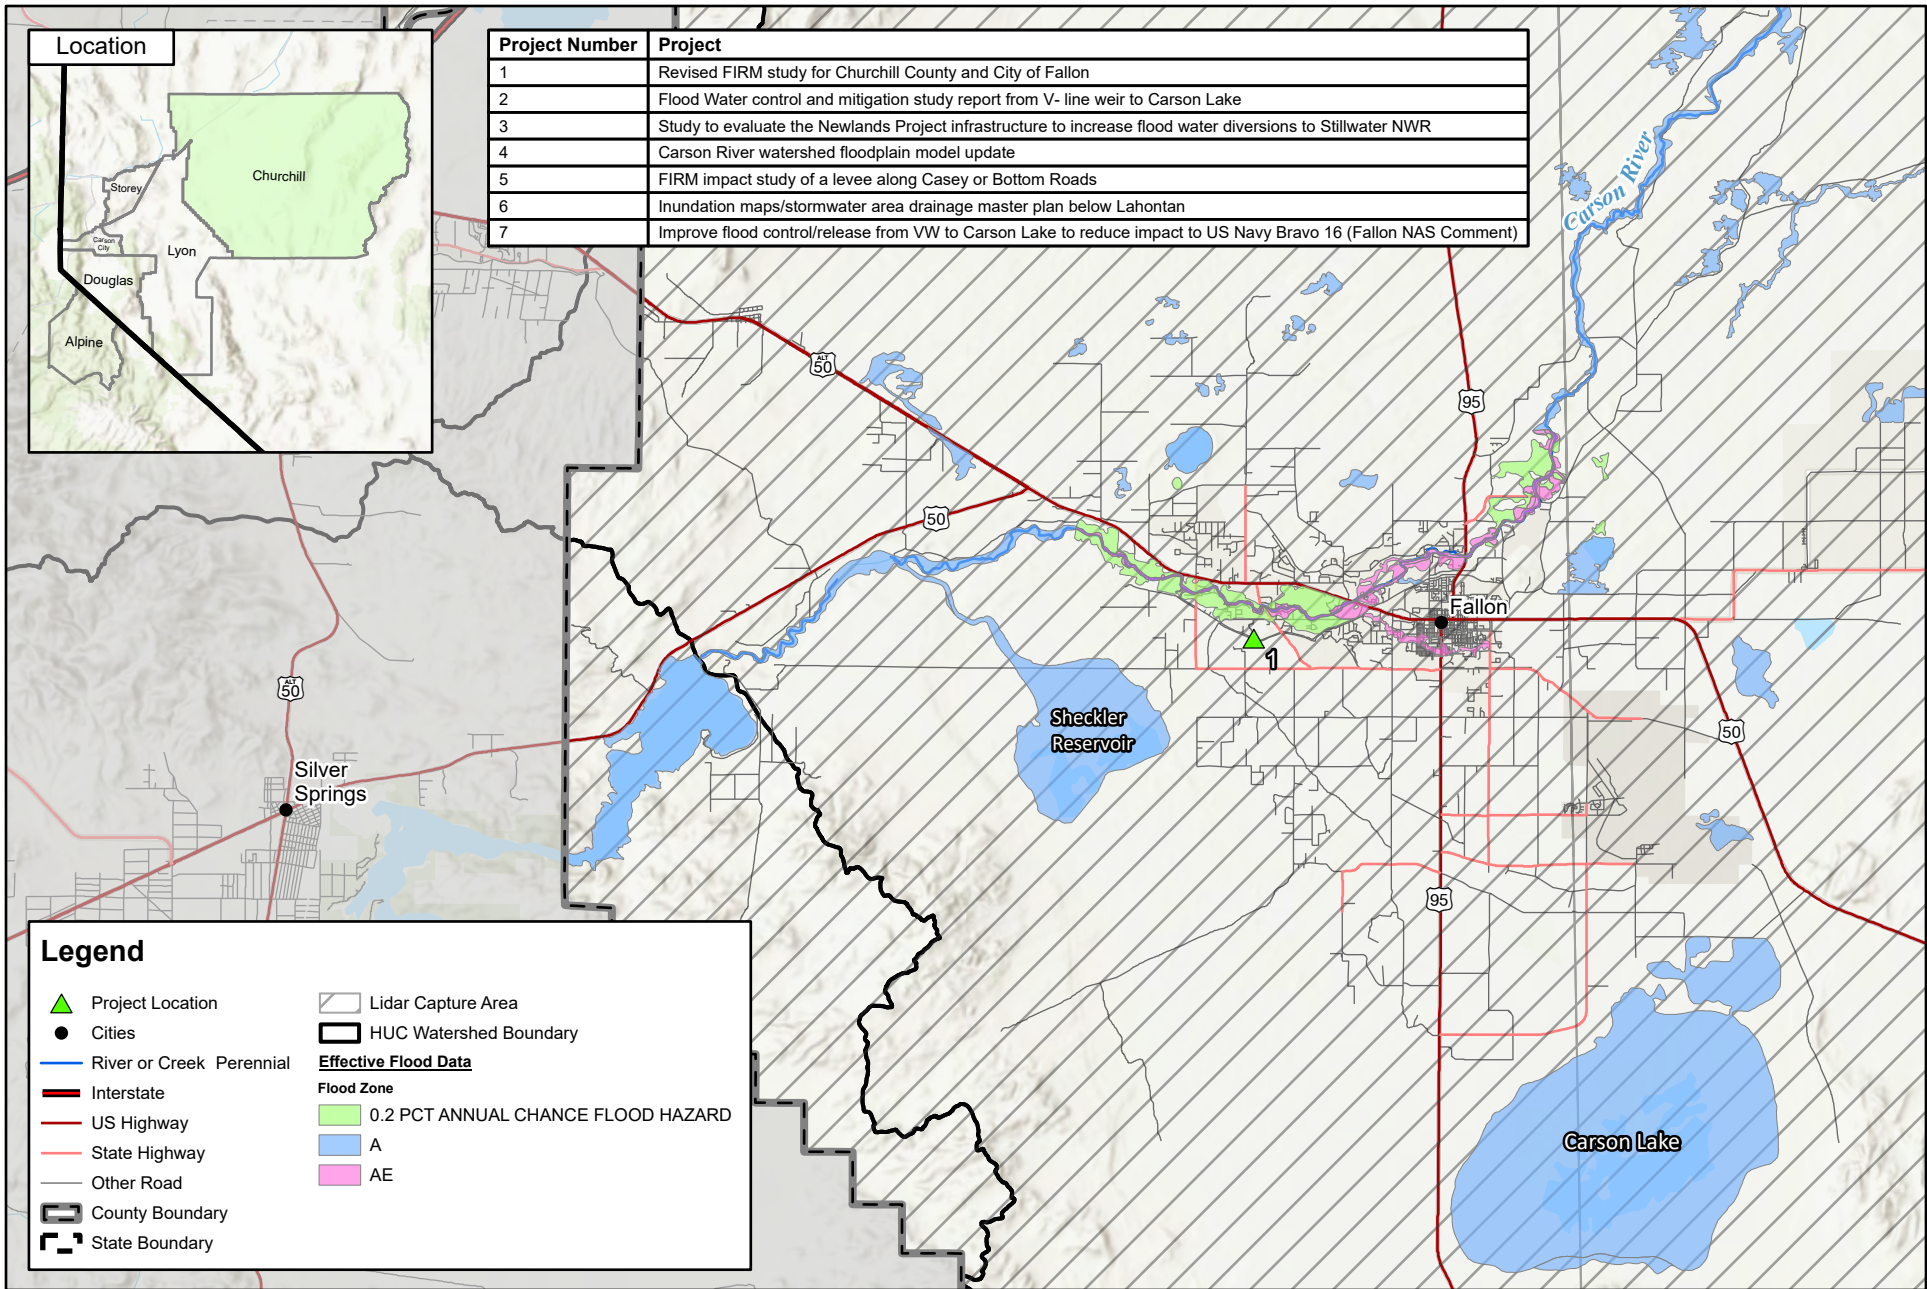 Location
Storey
Churchill
Carson
City
Lyon
Douglas
Alpine
Project Number Project
1 Revised FIRM study for Churchill County and City of Fallon
2 Flood Water control and mitigation study report from V- line weir to Carson Lake
3 Study to evaluate the Newlands Project infrastructure to increase flood water diversions to Stillwater NWR
4 Carson River watershed floodplain model update
5 FIRM impact study of a levee along Casey or Bottom Roads
6 Inundation maps/stormwater area drainage master plan below Lahontan
7 Improve flood control/release from VW to Carson Lake to reduce impact to US Navy Bravo 16 (Fallon NAS Comment)
Carson River
ALT
50
95
50
Fallon
1
ALT
50
Sheckler
Reservoir
50
Silver
Springs
95
Carson Lake
Legend
Project Location
Cities
River or Creek Perennial
Interstate
US Highway
State Highway
Other Road
County Boundary
State Boundary
Lidar Capture Area
HUC Watershed Boundary
Effective Flood Data
Flood Zone
0.2 PCT ANNUAL CHANCE FLOOD HAZARD
A
AE